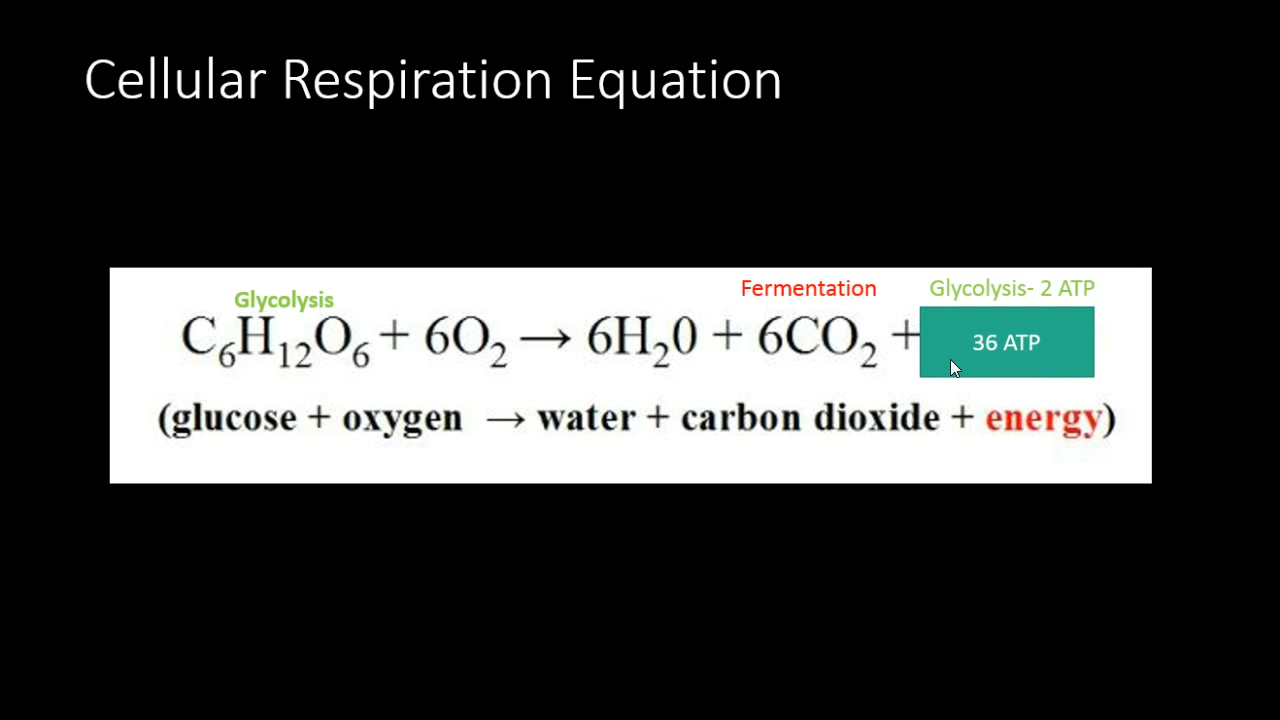 Cellular Respiration Equation
Glycolysis Fermentation Glycolysis- 2 ATP
C₆H₁₂O₆ + 6O₂ → 6H₂0 + 6CO₂ + 36 ATP
(glucose + oxygen → water + carbon dioxide + energy)